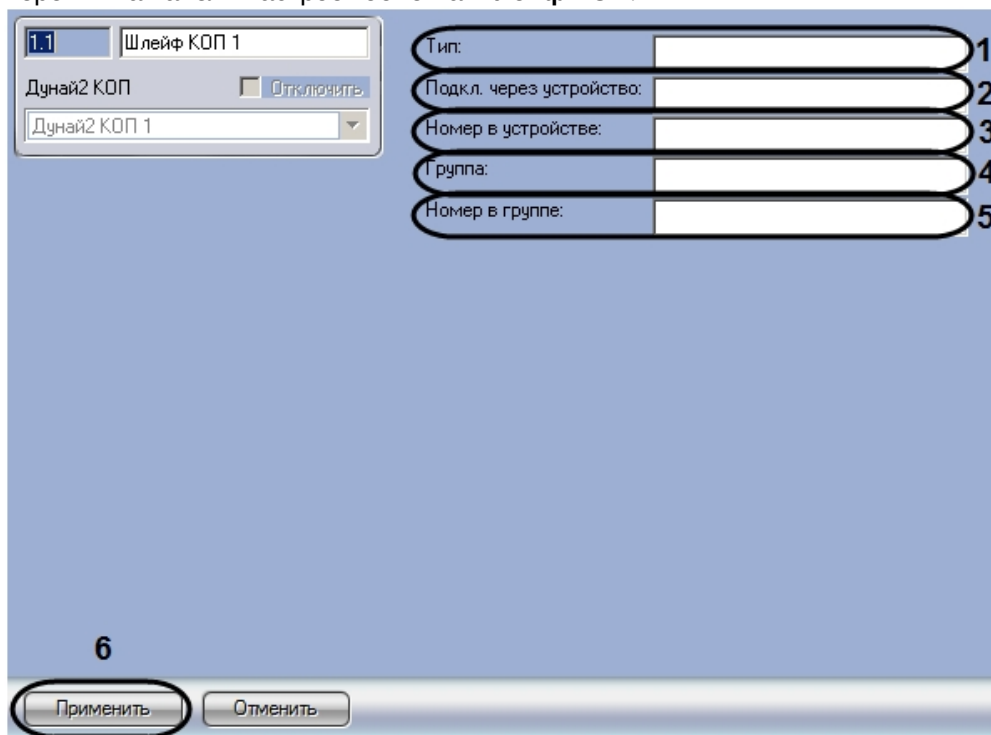 1.1 Шлейф КОП 1
Дунай2 КОП Отключить
Дунай2 КОП 1
Тип: 1
Подкл. через устройство: 2
Номер в устройстве: 3
Группа: 4
Номер в группе: 5
6
Применить Отменить